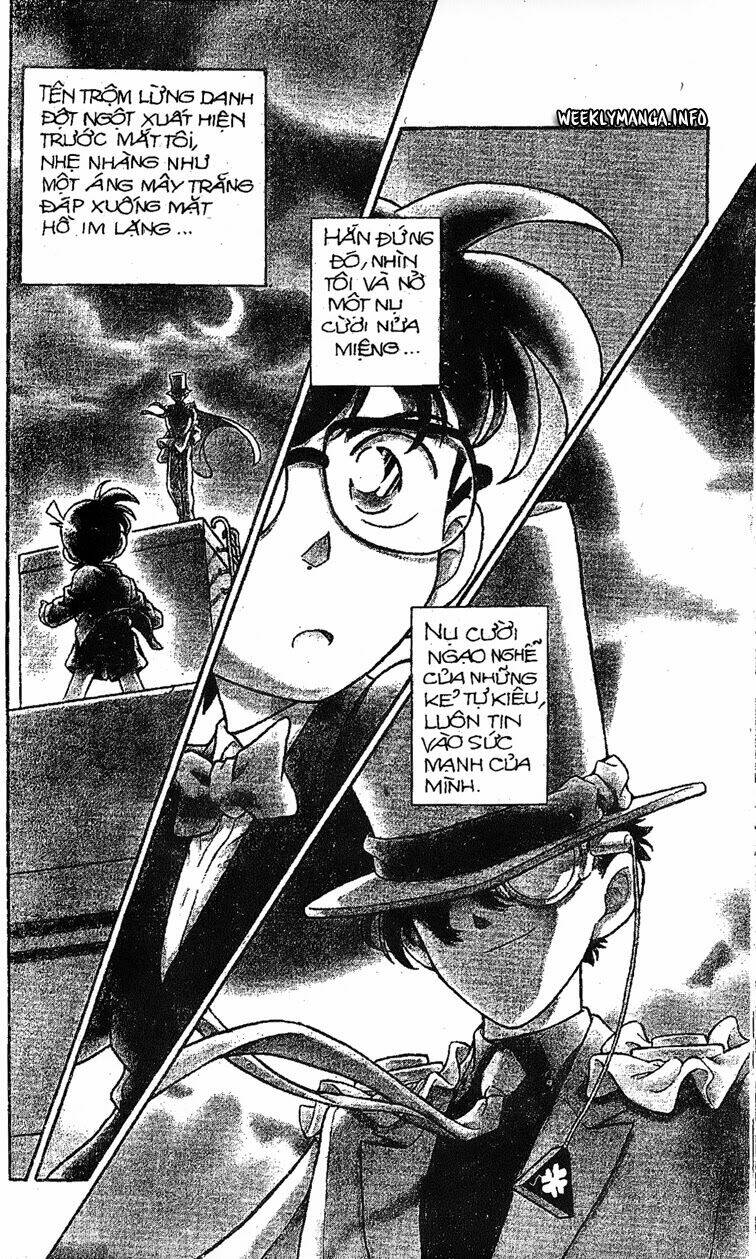 WEEKLYMANGA.INFO
TÊN TRỘM LỪNG DANH
ĐỘT NGỘT XUẤT HIỆN
TRƯỚC MẮT TÔI,
NHẸ NHÀNG NHƯ
MỘT ÁNG MÂY TRẮNG
ĐÁP XUỐNG MẶT
HỒ IM LẶNG ...
HẮN ĐỨNG
ĐÓ, NHÌN
TÔI VÀ NỞ
MỘT NỤ
CƯỜI NỬA
MIỆNG ...
NỤ CƯỜI
NGẠO NGHỄ
CỦA NHỮNG
KẺ TỰ KIÊU,
LUÔN TIN
VÀO SỨC
MẠNH CỦA
MÌNH.